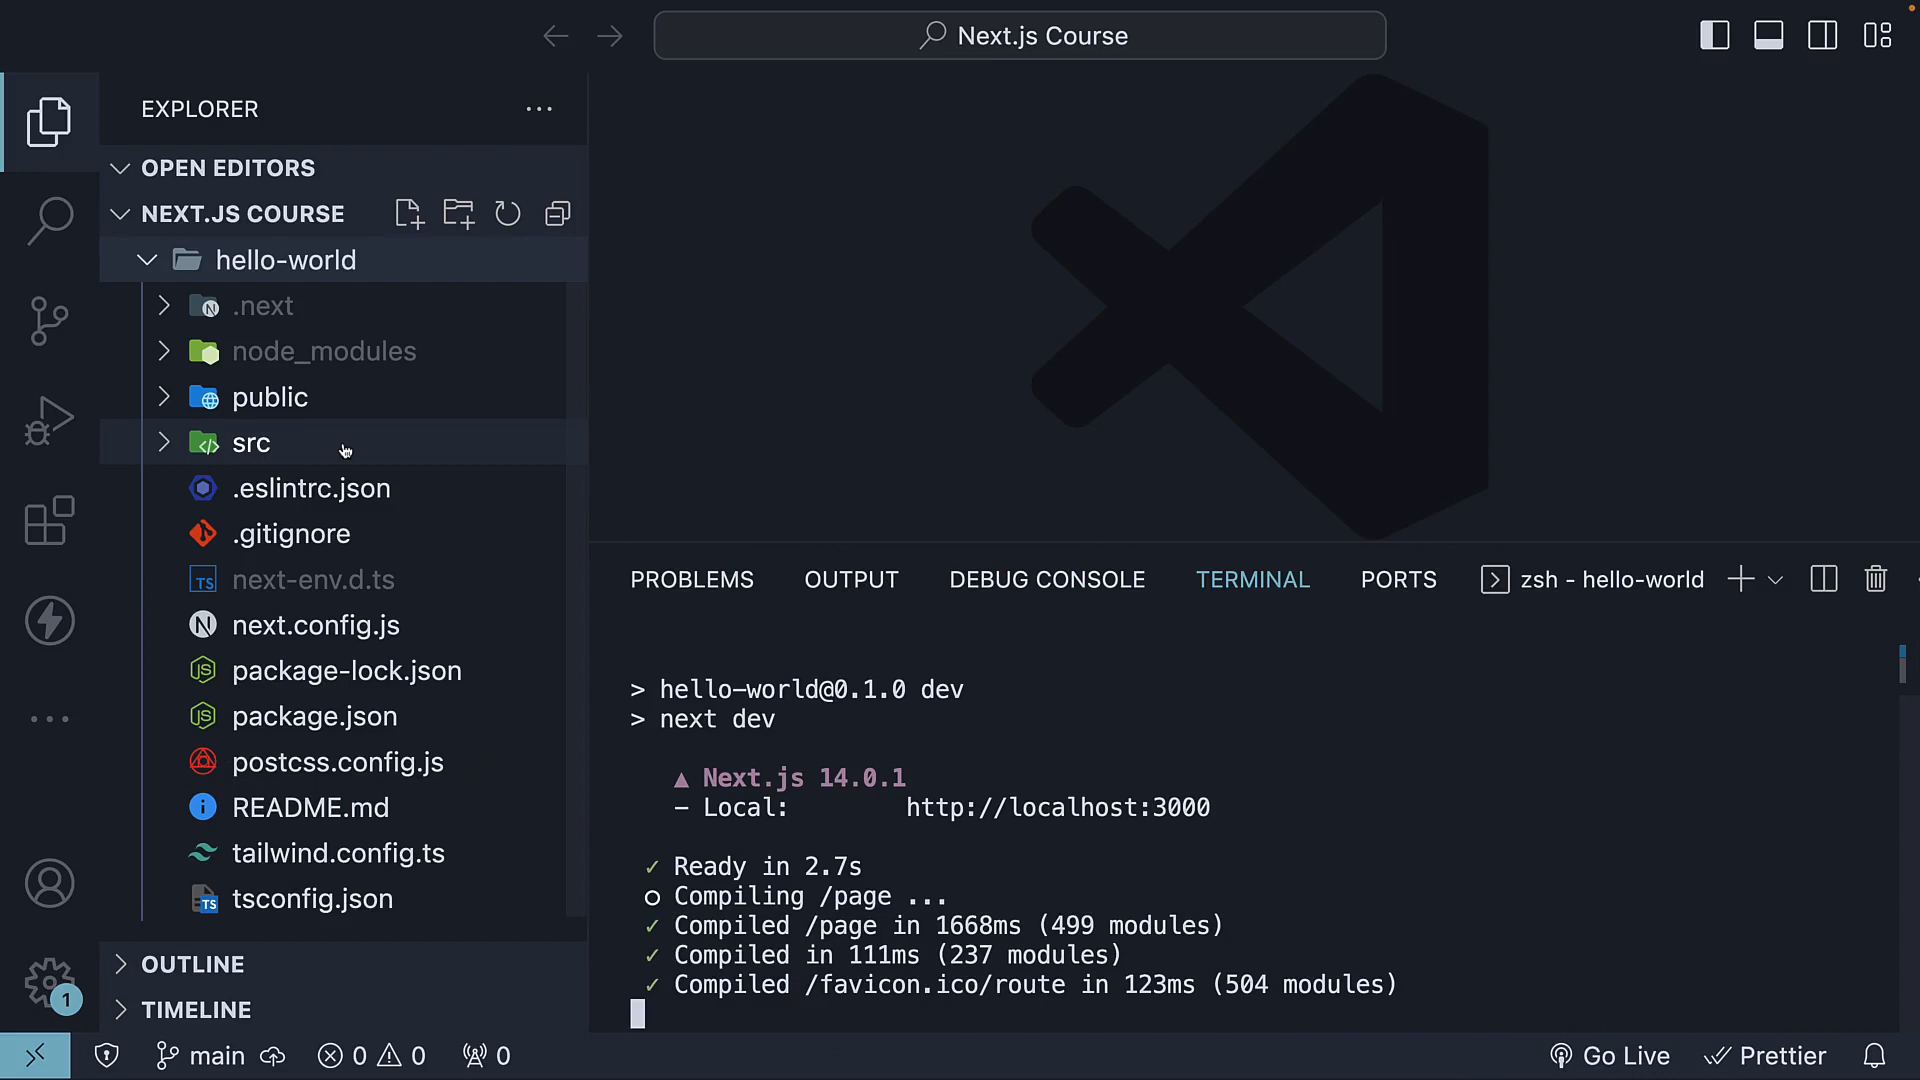 Next.js Course
EXPLORER
OPEN EDITORS
NEXT.JS COURSE
hello-world
.next
node_modules
public
src
.eslintrc.json
.gitignore
next-env.d.ts
next.config.js
package-lock.json
package.json
postcss.config.js
README.md
tailwind.config.ts
tsconfig.json
OUTLINE
TIMELINE
PROBLEMS OUTPUT DEBUG CONSOLE TERMINAL PORTS zsh - hello-world
> hello-world@0.1.0 dev
> next dev
▲ Next.js 14.0.1
- Local: http://localhost:3000
✓ Ready in 2.7s
○ Compiling /page ...
✓ Compiled /page in 1668ms (499 modules)
✓ Compiled in 111ms (237 modules)
✓ Compiled /favicon.ico/route in 123ms (504 modules)
1
main 0 0 0 Go Live Prettier